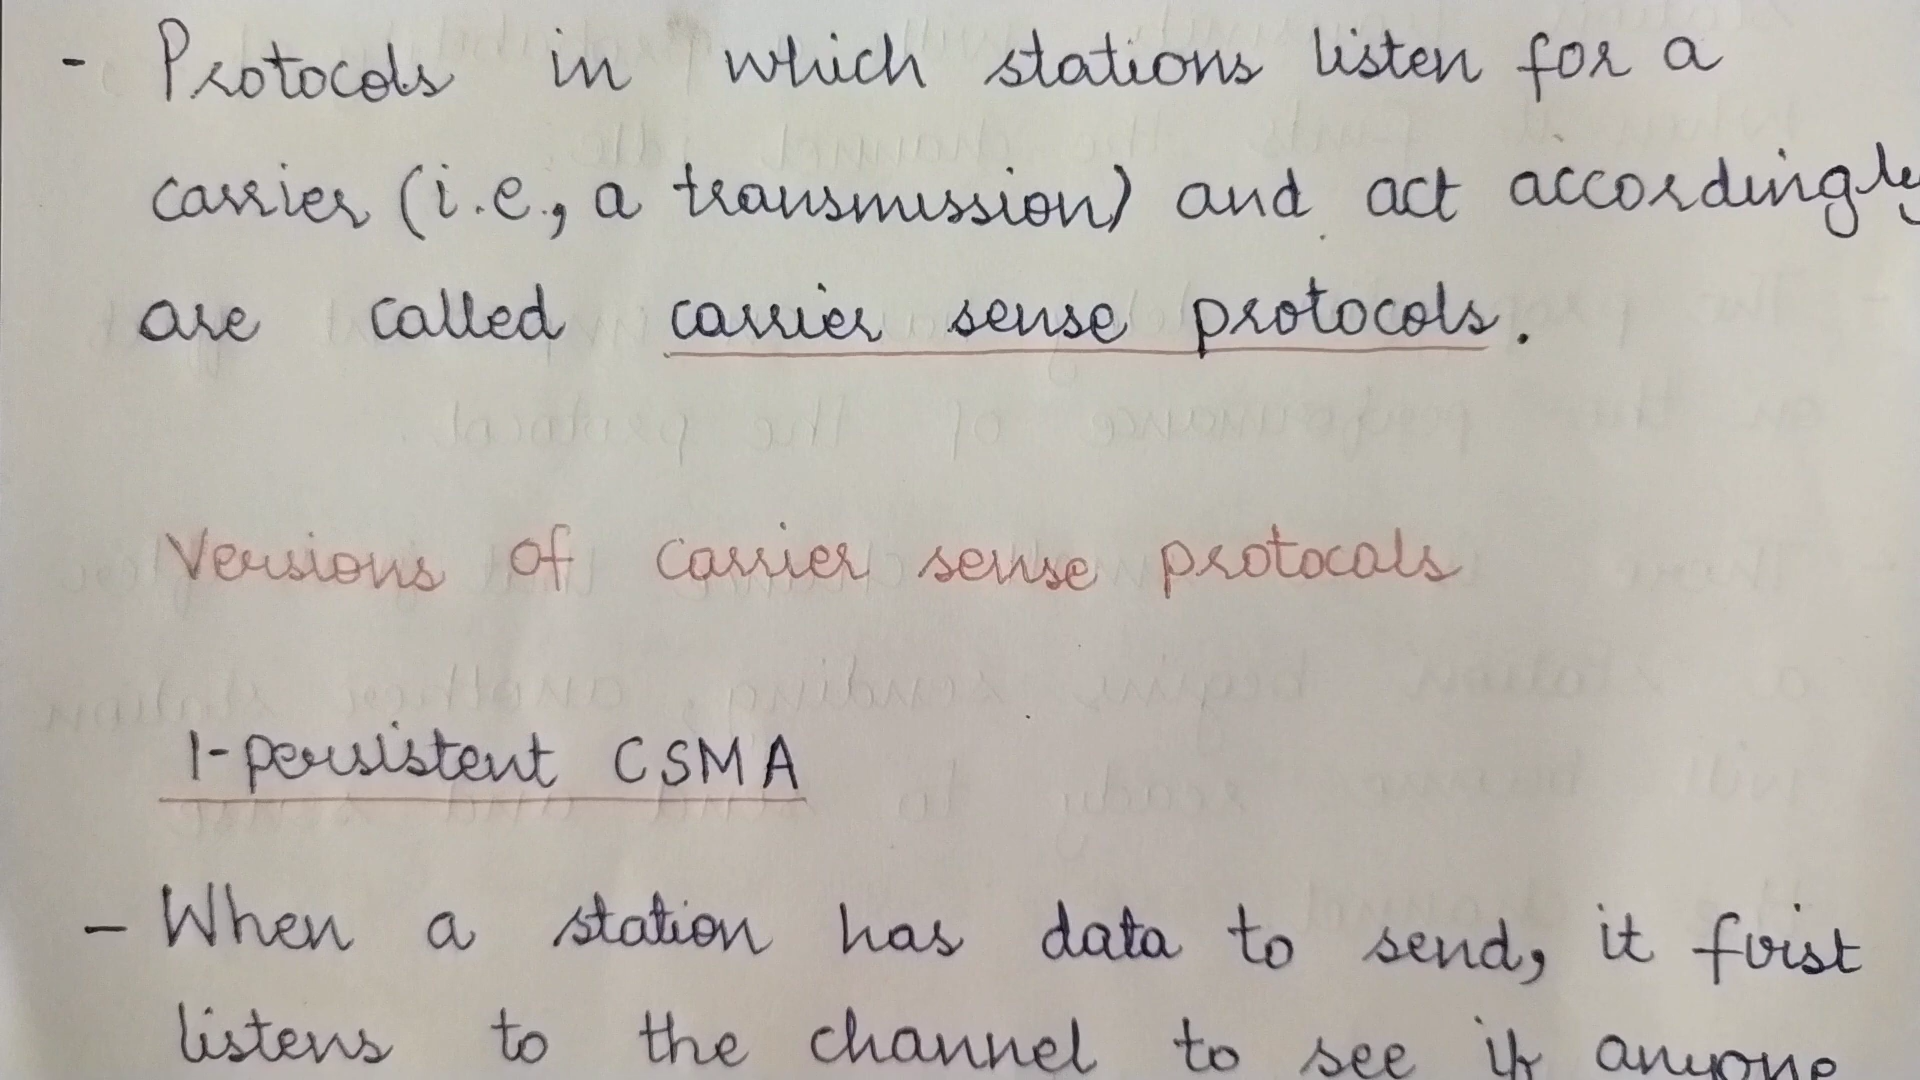 - Protocols in which stations listen for a
carrier (i.e., a transmission) and act accordingly
are called carrier sense protocols.
Versions of carrier sense protocols
1-persistent CSMA
- When a station has data to send, it first
listens to the channel to see if anyone